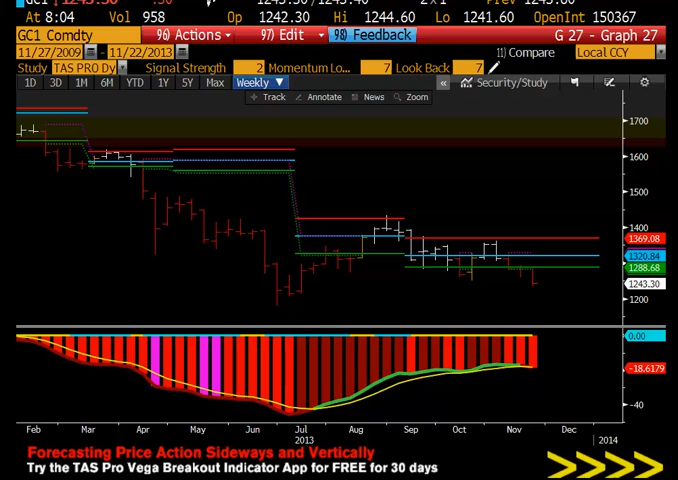 At 8:04 Vol 958 Op 1242.30 Hi 1244.60 Lo 1241.60 OpenInt 150367
GC1 Comdty 96) Actions 97) Edit 98) Feedback G 27 - Graph 27
11/27/2009 11/22/2013 11) Compare Local CCY
Study TAS PRO Dy Signal Strength 2 Momentum Lo... 7 Look Back 7
1D 3D 1M 6M YTD 1Y 5Y Max Weekly ▼ « Security/Study
Track Annotate News Zoom
1700
1600
1500
1400
1369.08
1320.84
1288.68
1243.30
1200
0.00
-18.6179
-40
Feb Mar Apr May Jun Jul Aug Sep Oct Nov Dec
2013 2014
Forecasting Price Action Sideways and Vertically
Try the TAS Pro Vega Breakout Indicator App for FREE for 30 days